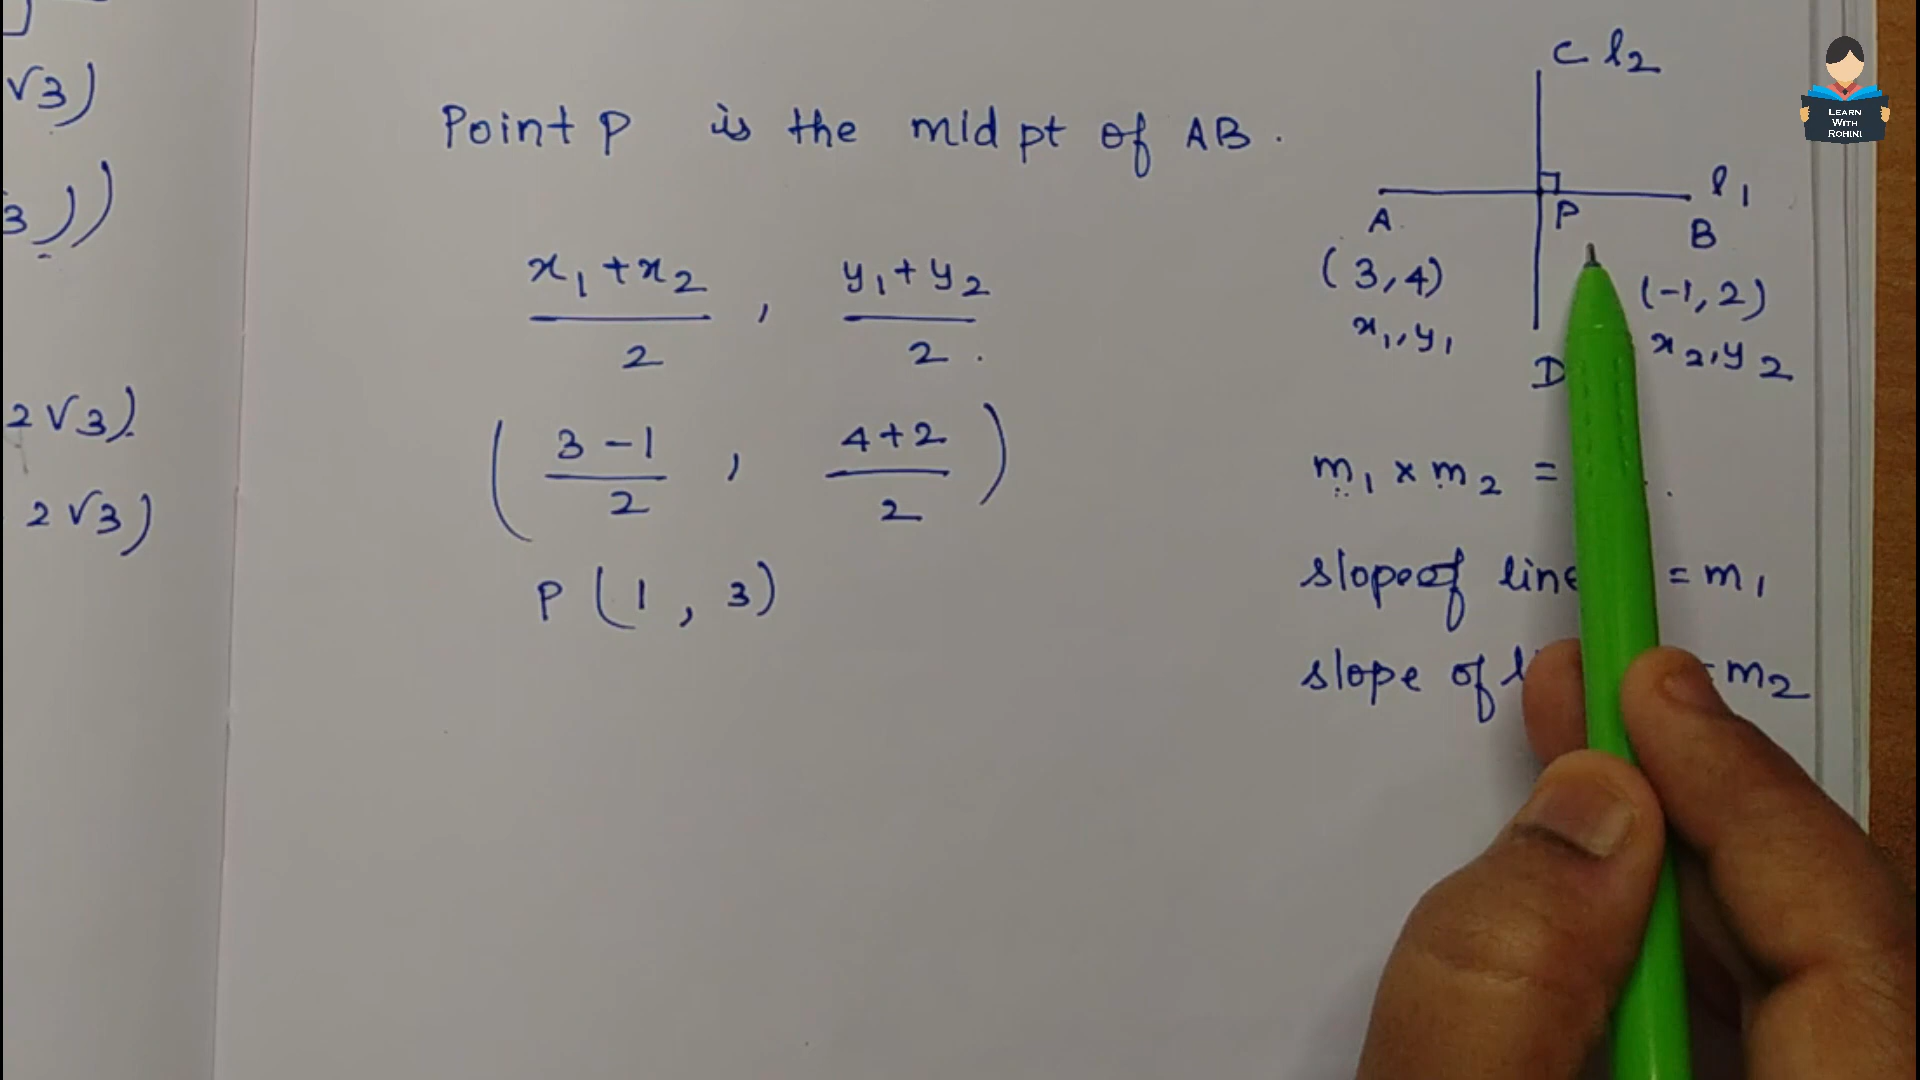 √3)
3))
2√3)
2√3)
Point P is the mid pt of AB.
x1+x2 / 2 , y1+y2 / 2 .
( 3-1 / 2 , 4+2 / 2 )
P(1, 3)
C l2
l1
A P B
(3,4) (-1,2)
x1,y1 x2,y2
D
m1 x m2 =
slope of line = m1
slope of = m2
LEARN
WITH
ROHINI